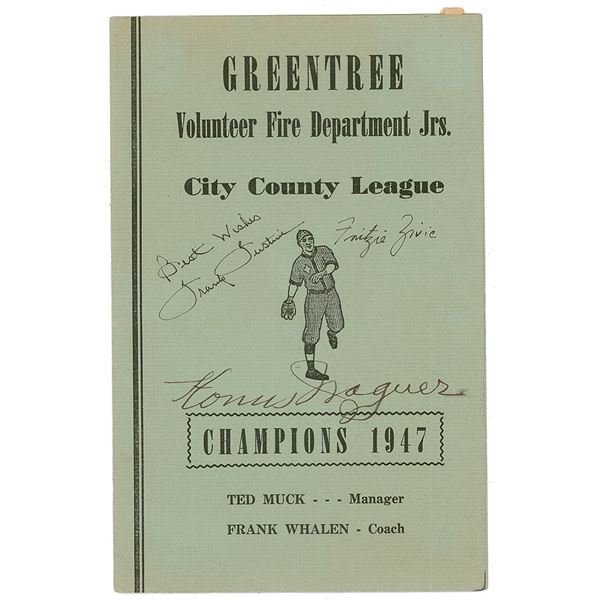 GREENTREE
Volunteer Fire Department Jrs.
City County League
Best Wishes
Frank Gustine
Fritzie Zivic
Honus Wagner
CHAMPIONS 1947
TED MUCK - - - Manager
FRANK WHALEN - Coach